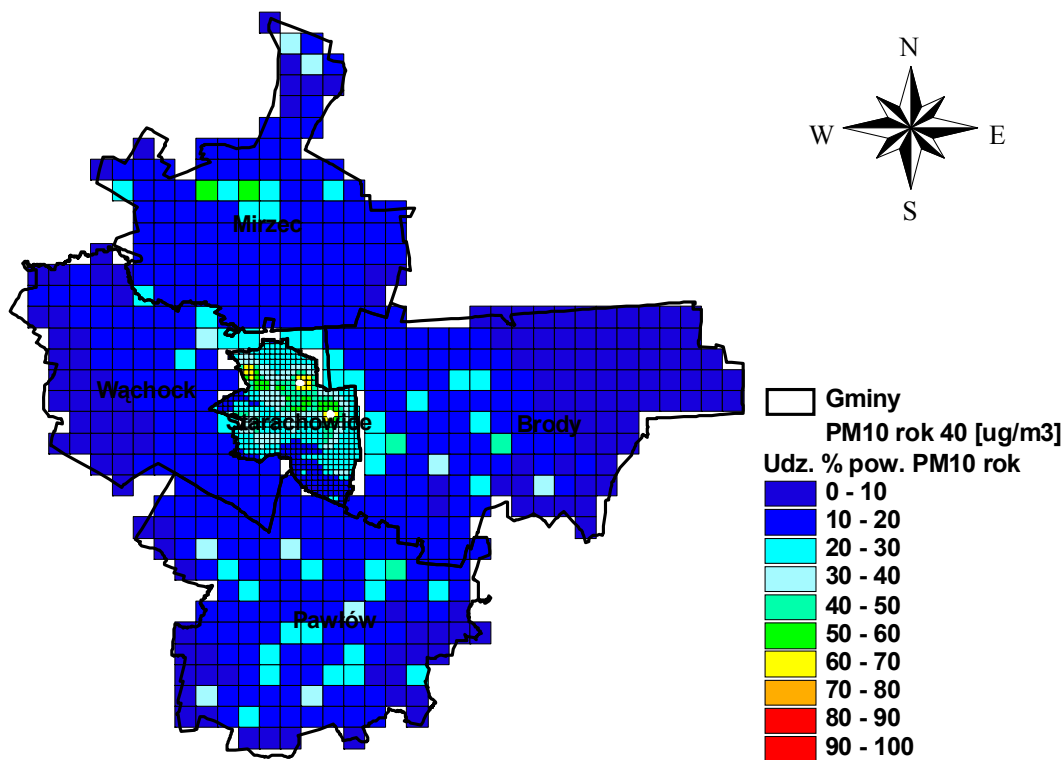 N
W E
S
Mirzec
Wąchock
Starachowice
Brody
Pawłów
Gminy
PM10 rok 40 [ug/m3]
Udz. % pow. PM10 rok
0 - 10
10 - 20
20 - 30
30 - 40
40 - 50
50 - 60
60 - 70
70 - 80
80 - 90
90 - 100